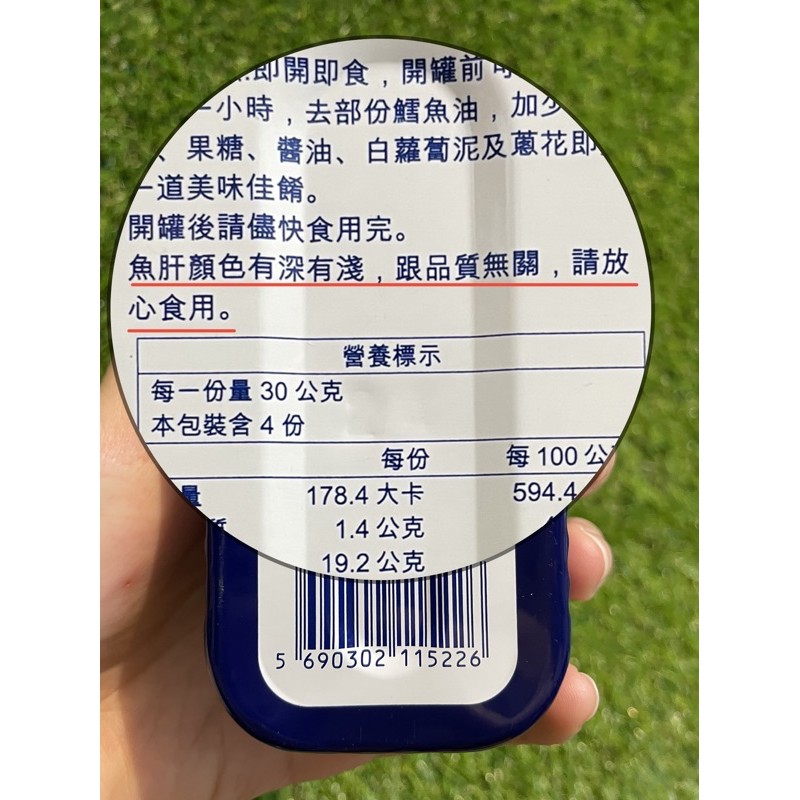 即開即食，開罐前
一小時，去部份鱈魚油，加少
、果糖、醬油、白蘿蔔泥及蔥花即
一道美味佳餚。
開罐後請儘快食用完。
魚肝顏色有深有淺，跟品質無關，請放
心食用。
營養標示
每一份量 30 公克
本包裝含 4 份
每份 每 100 公
量 178.4 大卡 594.4
1.4 公克
19.2 公克
5 690302 115226